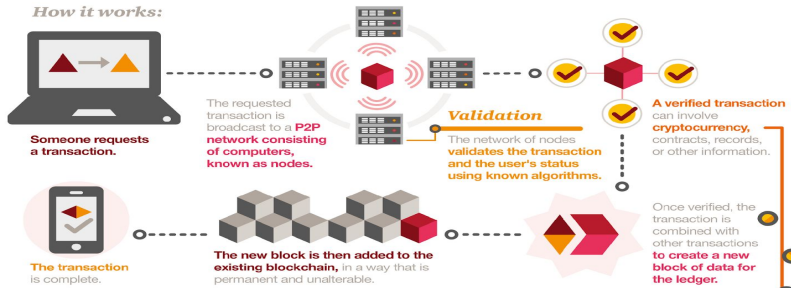 How it works:
Someone requests
a transaction.
The requested
transaction is
broadcast to a P2P
network consisting
of computers,
known as nodes.
Validation
The network of nodes
validates the transaction
and the user's status
using known algorithms.
A verified transaction
can involve
cryptocurrency,
contracts, records,
or other information.
Once verified, the
transaction is
combined with
other transactions
to create a new
block of data for
the ledger.
The new block is then added to the
existing blockchain, in a way that is
permanent and unalterable.
The transaction
is complete.